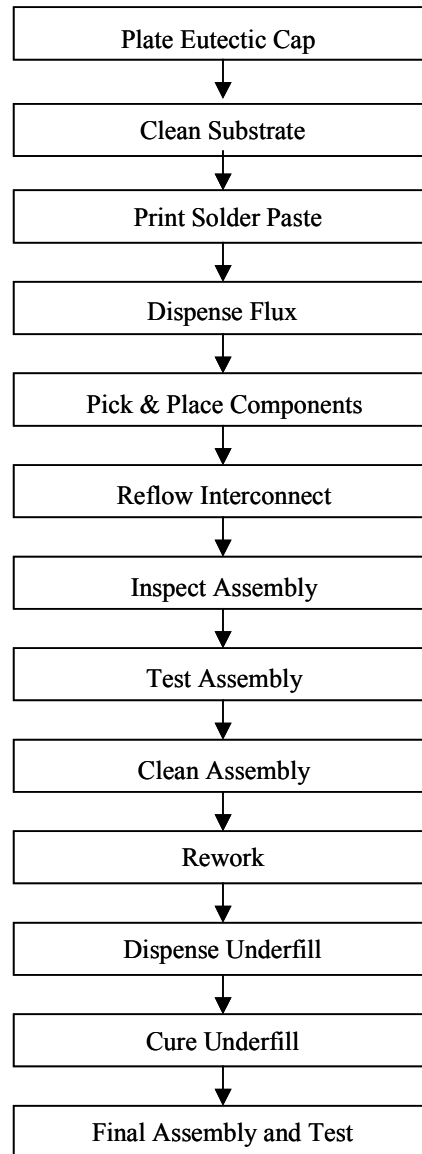 Plate Eutectic Cap
Clean Substrate
Print Solder Paste
Dispense Flux
Pick & Place Components
Reflow Interconnect
Inspect Assembly
Test Assembly
Clean Assembly
Rework
Dispense Underfill
Cure Underfill
Final Assembly and Test